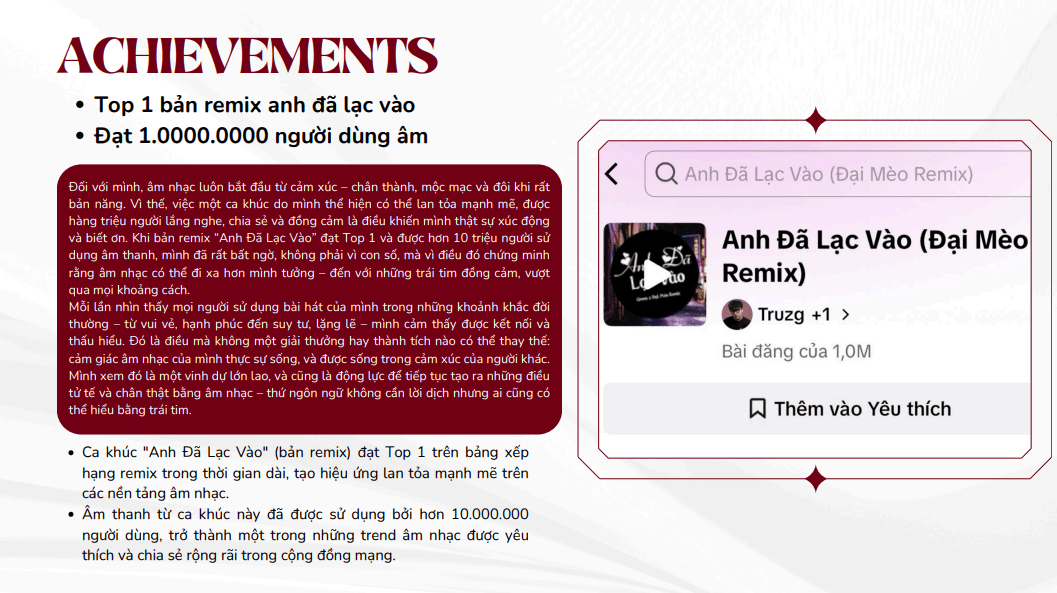 ACHIEVEMENTS
• Top 1 bản remix anh đã lạc vào
• Đạt 1.0000.0000 người dùng âm
Đối với mình, âm nhạc luôn bắt đầu từ cảm xúc – chân thành, mộc mạc và đôi khi rất
bản năng. Vì thế, việc một ca khúc do mình thể hiện có thể lan tỏa mạnh mẽ, được
hàng triệu người lắng nghe, chia sẻ và đồng cảm là điều khiến mình thật sự xúc động
và biết ơn. Khi bản remix "Anh Đã Lạc Vào" đạt Top 1 và được hơn 10 triệu người sử
dụng âm thanh, mình đã rất bất ngờ, không phải vì con số, mà vì điều đó chứng minh
rằng âm nhạc có thể đi xa hơn mình tưởng – đến với những trái tim đồng cảm, vượt
qua mọi khoảng cách.
Mỗi lần nhìn thấy mọi người sử dụng bài hát của mình trong những khoảnh khắc đời
thường – từ vui vẻ, hạnh phúc đến suy tư, lặng lẽ – mình cảm thấy được kết nối và
thấu hiểu. Đó là điều mà không một giải thưởng hay thành tích nào có thể thay thế:
cảm giác âm nhạc của mình thực sự sống, và được sống trong cảm xúc của người khác.
Mình xem đó là một vinh dự lớn lao, và cũng là động lực để tiếp tục tạo ra những điều
tử tế và chân thật bằng âm nhạc – thứ ngôn ngữ không cần lời dịch nhưng ai cũng có
thể hiểu bằng trái tim.
• Ca khúc "Anh Đã Lạc Vào" (bản remix) đạt Top 1 trên bảng xếp
hạng remix trong thời gian dài, tạo hiệu ứng lan tỏa mạnh mẽ trên
các nền tảng âm nhạc.
• Âm thanh từ ca khúc này đã được sử dụng bởi hơn 10.000.000
người dùng, trở thành một trong những trend âm nhạc được yêu
thích và chia sẻ rộng rãi trong cộng đồng mạng.
Anh Đã Lạc Vào (Đại Mèo Remix)
Anh Đã
Lạc Vào
Anh Đã Lạc Vào (Đại Mèo
Remix)
Truzg +1 >
Bài đăng của 1,0M
Thêm vào Yêu thích